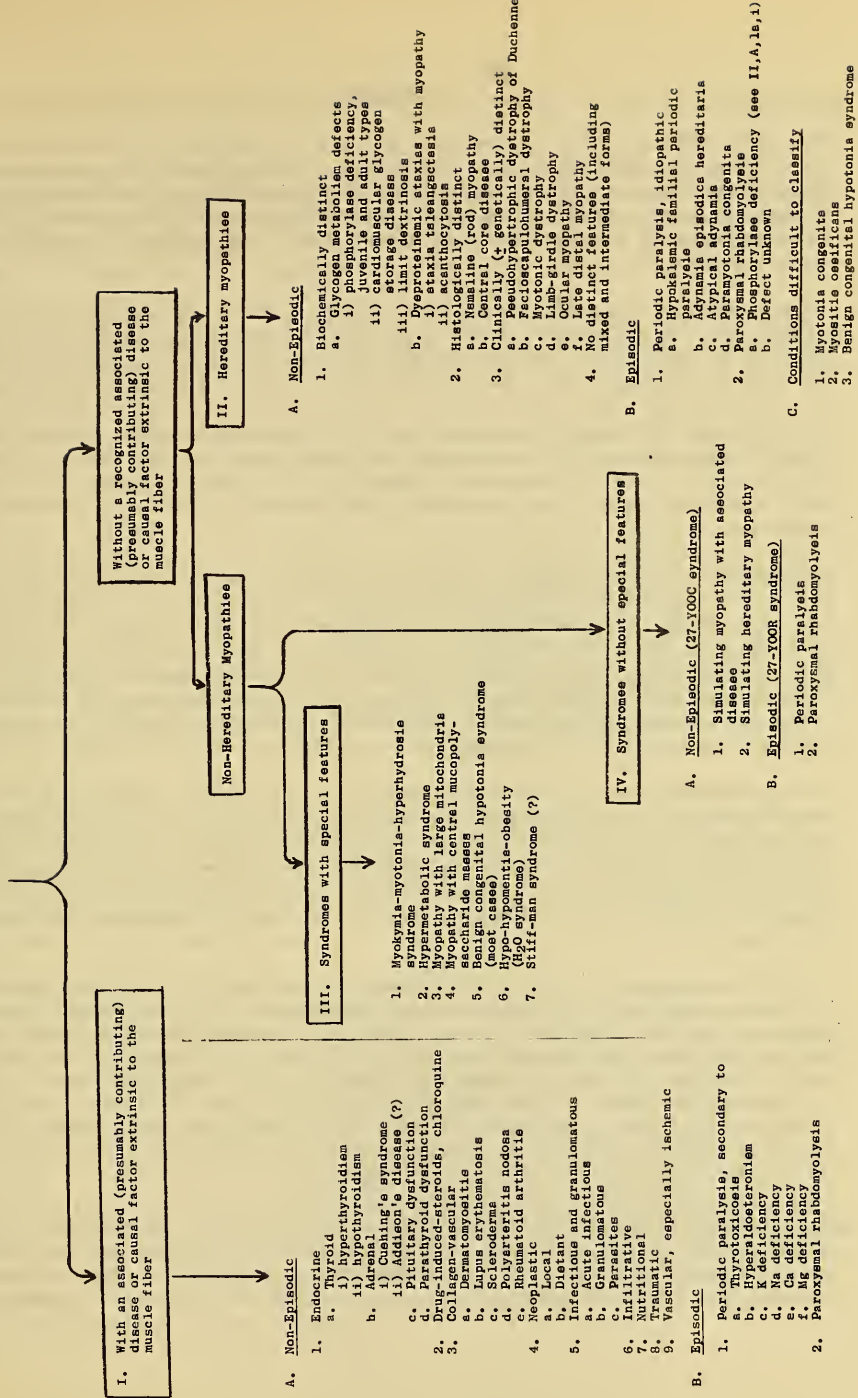 I. With an associated (presumably contributing)
disease or causal factor extrinsic to the
muscle fiber
A. Non-Episodic
1. Endocrine
a. Thyroid
i) hyperthyroidism
ii) hypothyroidism
b. Adrenal
i) Cushing's syndrome
ii) Addison's disease (?)
c. Pituitary dysfunction
d. Parathyroid dysfunction
2. Drug-induced-steroids, chloroquine
3. Collagen-vascular
a. Dermatomyositis
b. Lupus erythematosis
c. Scleroderma
d. Polyarteritis nodosa
e. Rheumatoid arthritis
4. Neoplastic
a. Local
b. Distant
5. Infectious and granulomatous
a. Acute infectious
b. Granulomatous
c. Parasites
6. Infiltrative
7. Nutritional
8. Traumatic
9. Vascular, especially ischemic
B. Episodic
1. Periodic paralysis, secondary to
a. Thyrotoxicosis
b. Hyperaldosteronism
c. K deficiency
d. Na deficiency
e. Ca deficiency
f. Mg deficiency
2. Paroxysmal rhabdomyolysis
Without a recognized associated
(presumably contributing) disease
or causal factor extrinsic to the
muscle fiber
Non-Hereditary Myopathies
III. Syndromes with special features
1. Myokymia-myotonia-hyperhydrosis
syndrome
2. Hypermetabolic syndrome
3. Myopathy with large mitochondria
4. Myopathy with central mucopoly-
saccharide masses
5. Benign congenital hypotonia syndrome
(most cases)
6. Hypo-hypomentia-obesity
(H2O syndrome)
7. Stiff-man syndrome (?)
IV. Syndromes without special features
A. Non-Episodic (27-YOOC syndrome)
1. Simulating myopathy with associated
disease
2. Simulating hereditary myopathy
B. Episodic (27-YOOR syndrome)
1. Periodic paralysis
2. Paroxysmal rhabdomyolysis
II. Hereditary myopathies
A. Non-Episodic
1. Biochemically distinct
a. Glycogen metabolism defects
i) phosphorylase deficiency,
juvenile and adult types
ii) cardiomuscular glycogen
storage disease
iii) limit dextrinosis
b. Dysproteinemic ataxias with myopathy
i) ataxia telsangectasia
ii) acanthocytosis
2. Histologically distinct
a. Nemaline (rod) myopathy
b. Central core disease
3. Clinically (+ genetically) distinct
a. Pseudohypertrophic dystrophy of Duchenne
b. Facioscapulohumeral dystrophy
c. Myotonic dystrophy
d. Limb-girdle dystrophy
e. Ocular myopathy
f. Late distal myopathy
4. No distinct features (including
mixed and intermediate forms)
B. Episodic
1. Periodic paralysis, idiopathic
a. Hypokalemic familial periodic
paralysis
b. Adynamia episodica hereditaria
c. Atypical adynamia
d. Paramyotonia congenita
2. Paroxysmal rhabdomyolysis
a. Phosphorylase deficiency (see II,A,1a,i)
b. Defect unknown
C. Conditions difficult to classify
1. Myotonia congenita
2. Myositis ossificans
3. Benign congenital hypotonia syndrome